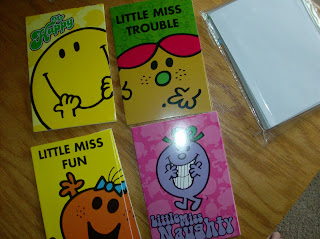 Mr
Happy
LITTLE MISS
TROUBLE
LITTLE MISS
FUN
Little Miss
Naughty